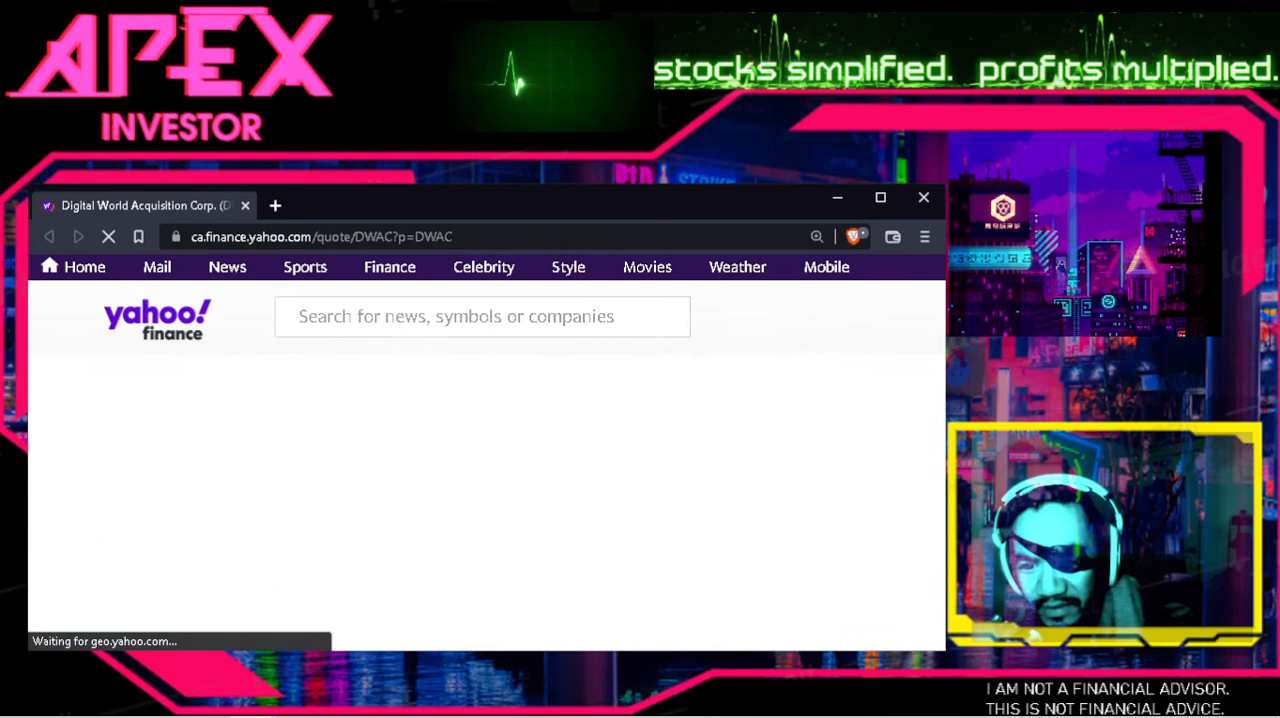 APEX
INVESTOR
stocks simplified. profits multiplied.
Digital World Acquisition Corp. (D
ca.finance.yahoo.com/quote/DWAC?p=DWAC
Home Mail News Sports Finance Celebrity Style Movies Weather Mobile
yahoo!
finance
Search for news, symbols or companies
Waiting for geo.yahoo.com...
I AM NOT A FINANCIAL ADVISOR.
THIS IS NOT FINANCIAL ADVICE.